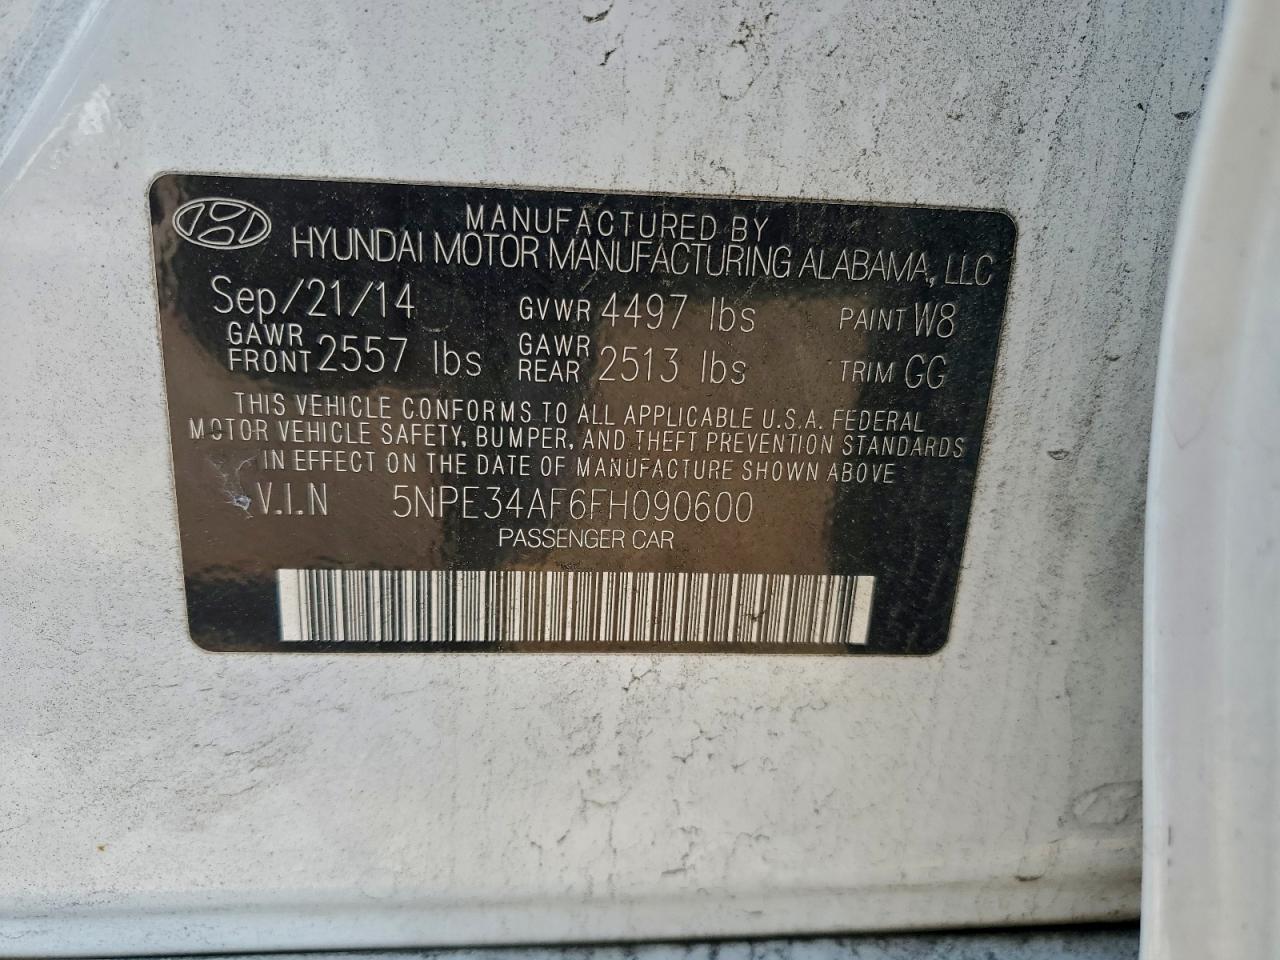 MANUFACTURED BY
HYUNDAI MOTOR MANUFACTURING ALABAMA, LLC
Sep/21/14 GVWR 4497 lbs PAINT W8
GAWR FRONT 2557 lbs GAWR REAR 2513 lbs TRIM GG
THIS VEHICLE CONFORMS TO ALL APPLICABLE U.S.A. FEDERAL
MOTOR VEHICLE SAFETY, BUMPER, AND THEFT PREVENTION STANDARDS
IN EFFECT ON THE DATE OF MANUFACTURE SHOWN ABOVE
V.I.N 5NPE34AF6FH090600
PASSENGER CAR